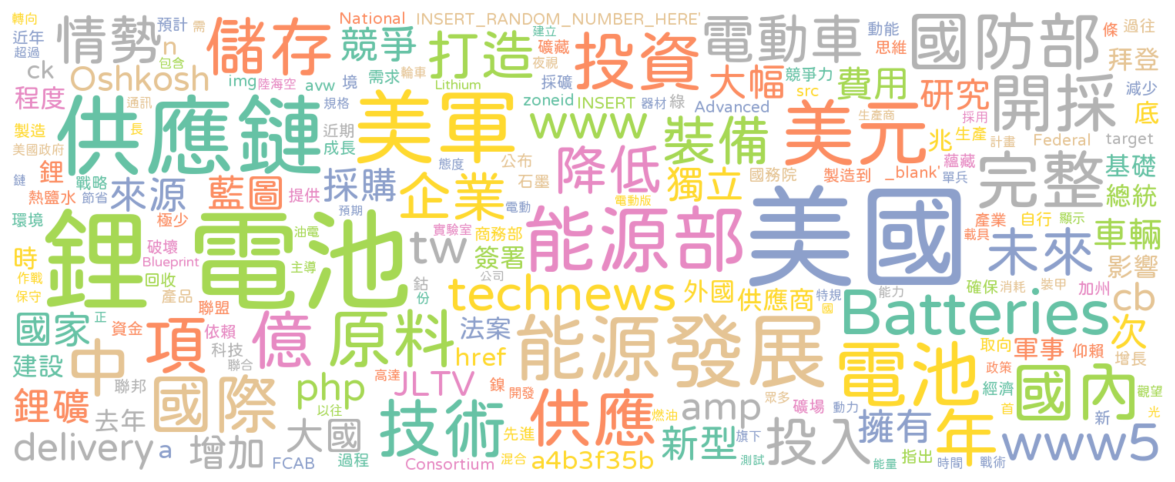 情勢
儲存
National
INSERT_RANDOM_NUMBER_HERE'
競爭
打造
投資
電動車
國防部
拜登
Oshkosh
供應鏈
美軍
www
裝備
美元
研究
開採
大幅
費用
Advanced
zoneid
INSERT
完整
基礎
總統
藍圖
來源
採購
企業
降低
獨立
未來
車輛
影響
鋰
電池
tw
簽署
能源部
美國
technews
外國
供應商
Batteries
cb
次
國家
建設
項
億
原料
法案
href
能源
發展
電池
國內
中
國際
php
JLTV
技術
供應
amp
新型
投入
擁有
年
www5
鋰礦
去年
delivery
a
增加
大國
FCAB
過程
Consortium
先進
a4b3f35b
指出
轉向
近年
超過
預計
需
包含
n
img
陸海空
avw
ck
程度
境
需求
輪車
採礦
礦藏
建立
夜視
Lithium
競爭力
src
器材
綠
動能
思維
條
過往
減少
底
兆
生產
生產商
採用
計畫
Federal
target
製造
通訊
長
規格
近期
成長
美國政府
鏈
戰略
節省
鋰
熱鹽水
提供
態度
公布
石墨
國務院
製造到
蘊藏
_blank'
單兵
環境
極少
預期
電動
電動版
產業
自行
顯示
載具
時
破壞
Blueprint
油電
實驗室
商務部
作戰
保守
回收
主導
產品
聯盟
鈷
份
公司
特規
確保
消耗
裝甲
加州
能力
國
正
資金
依賴
科技
聯合
聯邦
高達
鎳
開發
以往
取向
軍事
仰賴
增長
政策
經濟
觀望
首
新
光
眾多
礦場
動力
燃油
旗下
混合
測試
能量
時間
戰術